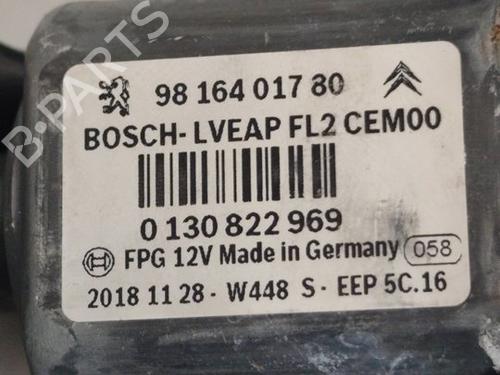 98 164 017 80
BOSCH- LVEAP FL2 CEM00
0 130 822 969
FPG 12V Made in Germany 058
2018 11 28 - W448 S - EEP 5C.16
B-PARTS